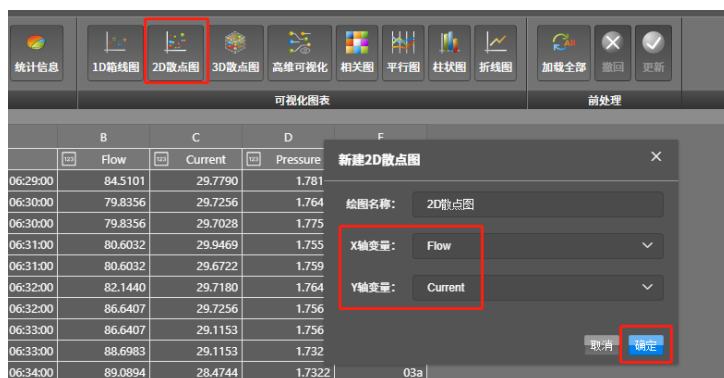 统计信息 1D箱线图 2D散点图 3D散点图 高维可视化 相关图 平行图 柱状图 折线图 加载全部 撤回 更新
All
可视化图表 前处理
B C D E
123 Flow 123 Current 123 Pressure
06:29:00 84.5101 29.7790 1.781
06:30:00 79.8356 29.7256 1.764
06:30:00 79.8356 29.7028 1.775
06:31:00 80.6032 29.9469 1.755
06:31:00 80.6032 29.6722 1.759
06:32:00 82.1440 29.7180 1.764
06:32:00 86.6407 29.7256 1.756
06:33:00 86.6407 29.1153 1.756
06:33:00 88.6983 29.1153 1.732
06:34:00 89.0894 28.4744 1.7322 03a
新建2D散点图
绘图名称: 2D散点图
X轴变量: Flow
Y轴变量: Current
取消 确定